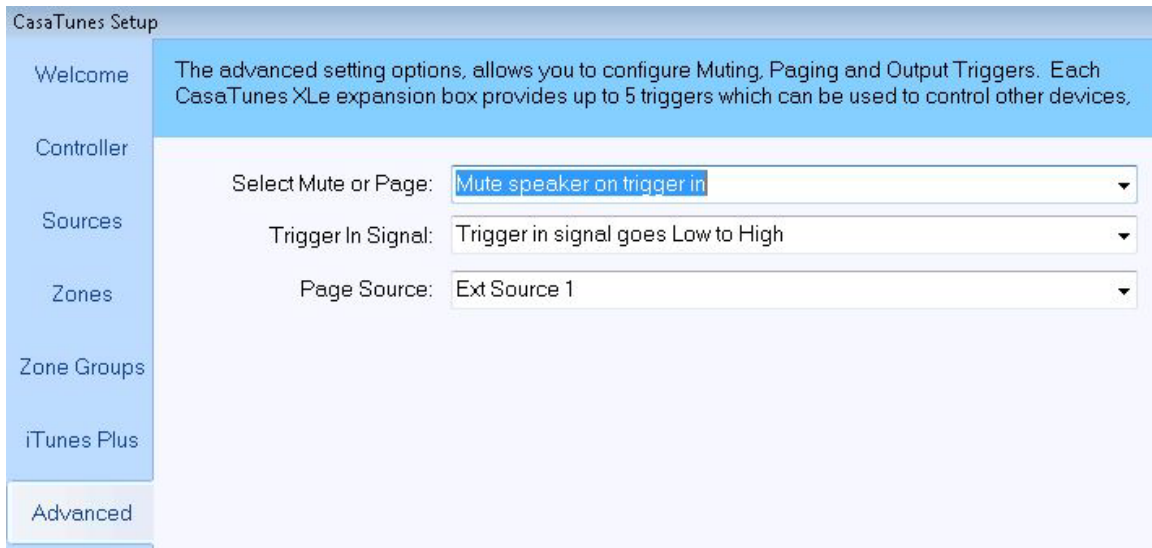 CasaTunes Setup
Welcome
Controller
Sources
Zones
Zone Groups
iTunes Plus
Advanced
The advanced setting options, allows you to configure Muting, Paging and Output Triggers. Each
CasaTunes XLe expansion box provides up to 5 triggers which can be used to control other devices,
Select Mute or Page: Mute speaker on trigger in
Trigger In Signal: Trigger in signal goes Low to High
Page Source: Ext Source 1